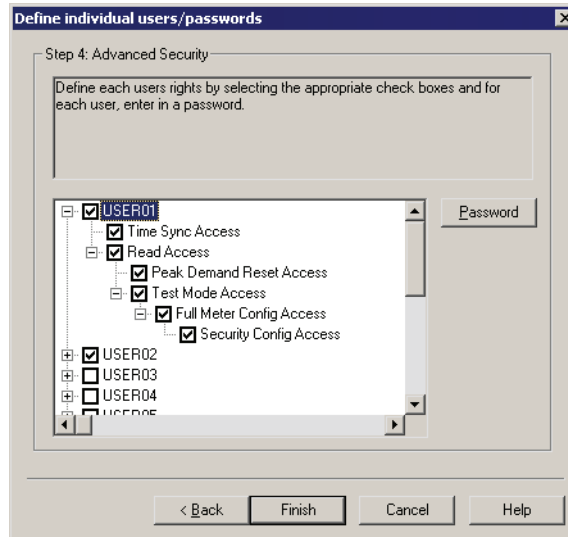 Define individual users/passwords
Step 4: Advanced Security
Define each users rights by selecting the appropriate check boxes and for
each user, enter in a password.
USER01
Time Sync Access
Read Access
Peak Demand Reset Access
Test Mode Access
Full Meter Config Access
Security Config Access
USER02
USER03
USER04
Password
< Back
Finish
Cancel
Help